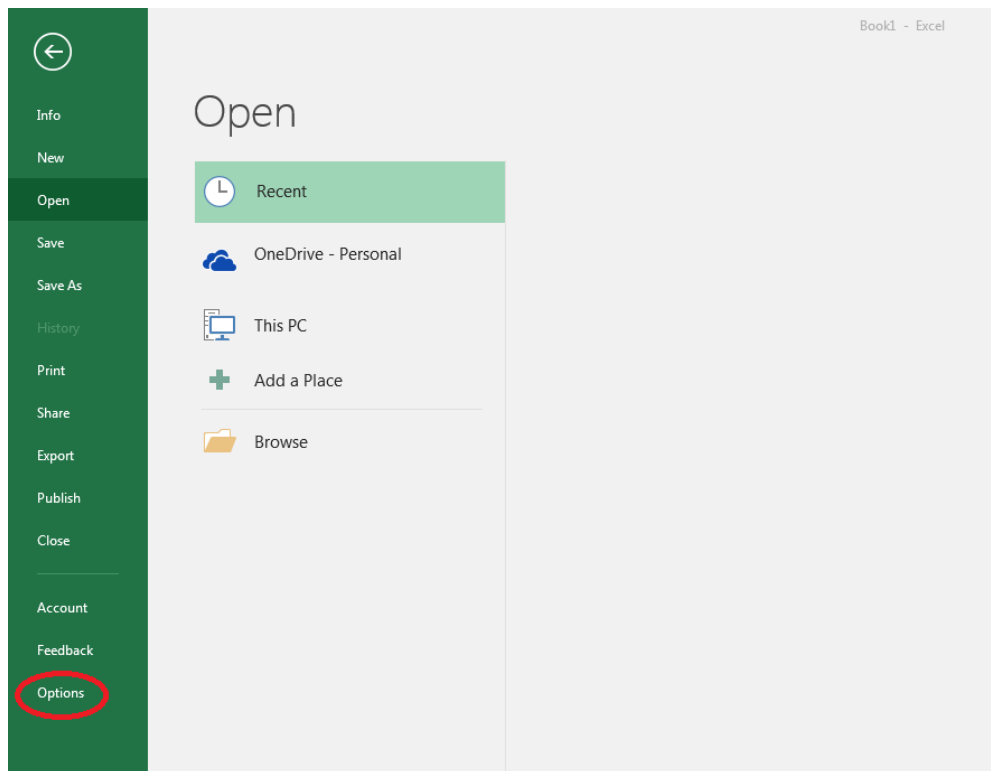 Book1 - Excel
Info
New
Open
Save
Save As
History
Print
Share
Export
Publish
Close
Account
Feedback
Options
Open
Recent
OneDrive - Personal
This PC
Add a Place
Browse